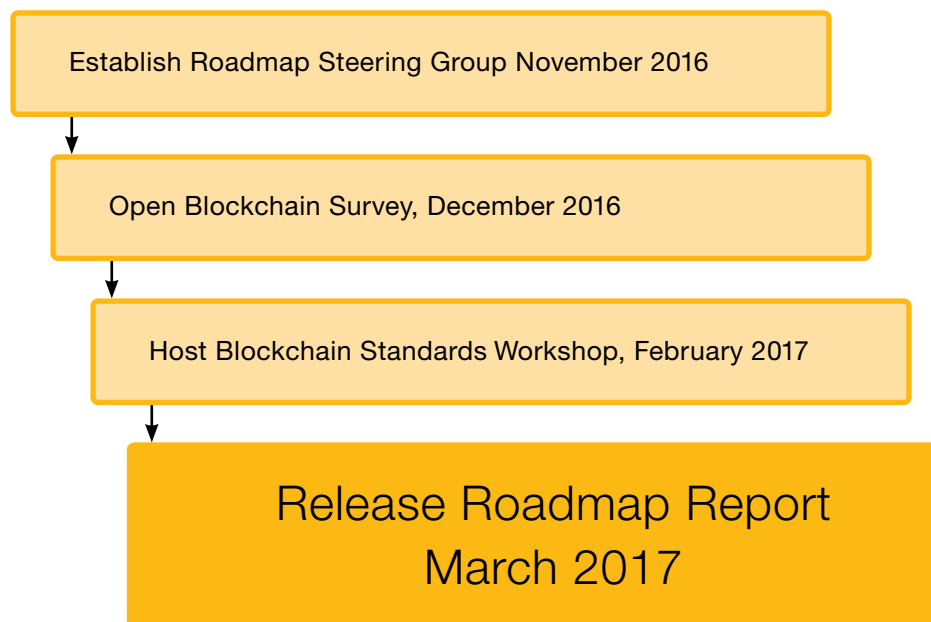 Establish Roadmap Steering Group November 2016
Open Blockchain Survey, December 2016
Host Blockchain Standards Workshop, February 2017
Release Roadmap Report
March 2017